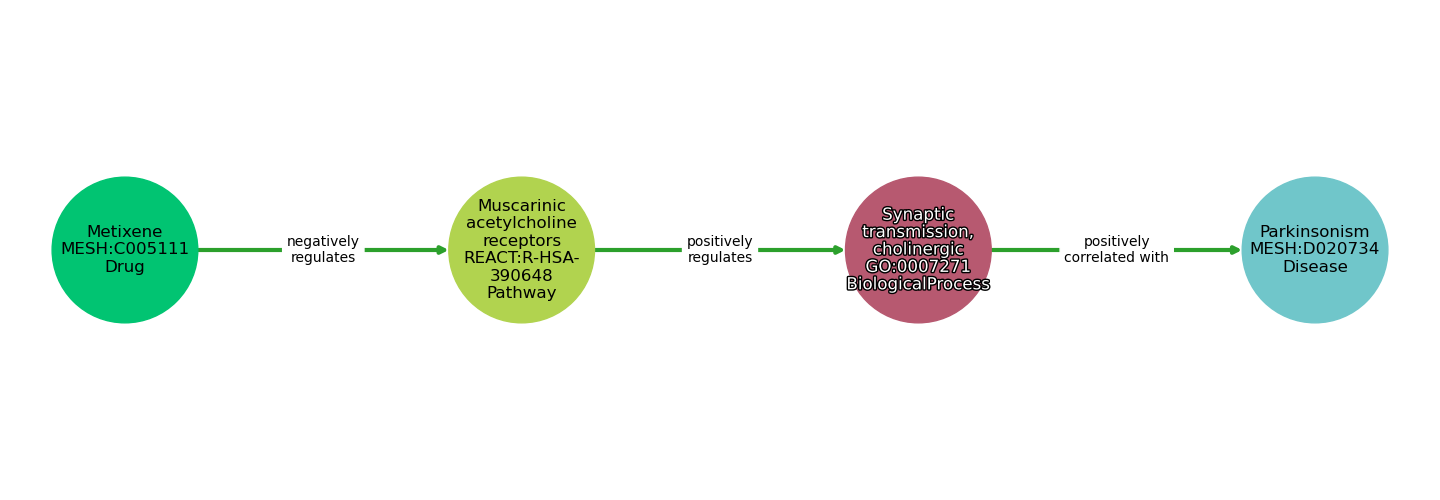 Metixene
MESH:C005111
Drug
negatively
regulates
Muscarinic
acetylcholine
receptors
REACT:R-HSA-
390648
Pathway
positively
regulates
Synaptic
transmission,
cholinergic
GO:0007271
BiologicalProcess
positively
correlated with
Parkinsonism
MESH:D020734
Disease